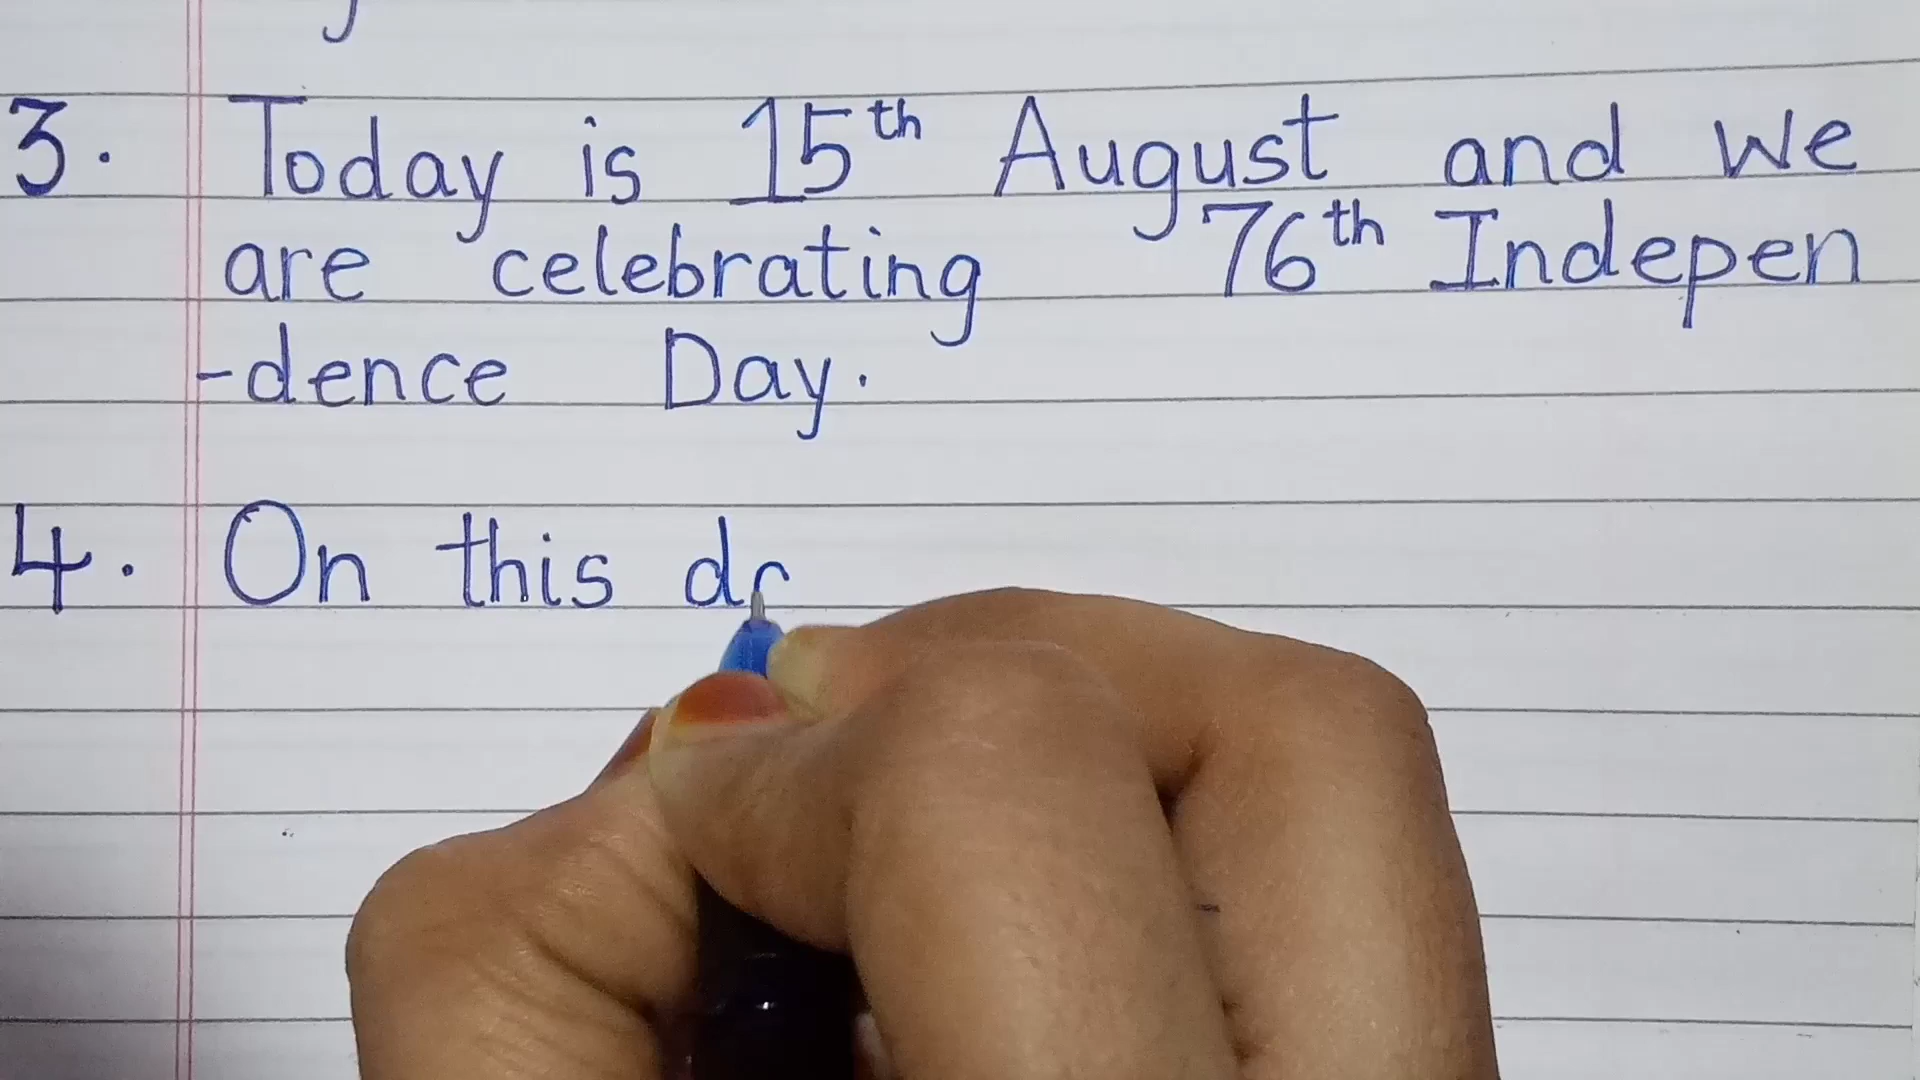 3. Today is 15th August and we
are celebrating 76th Indepen
-dence Day.
4. On this